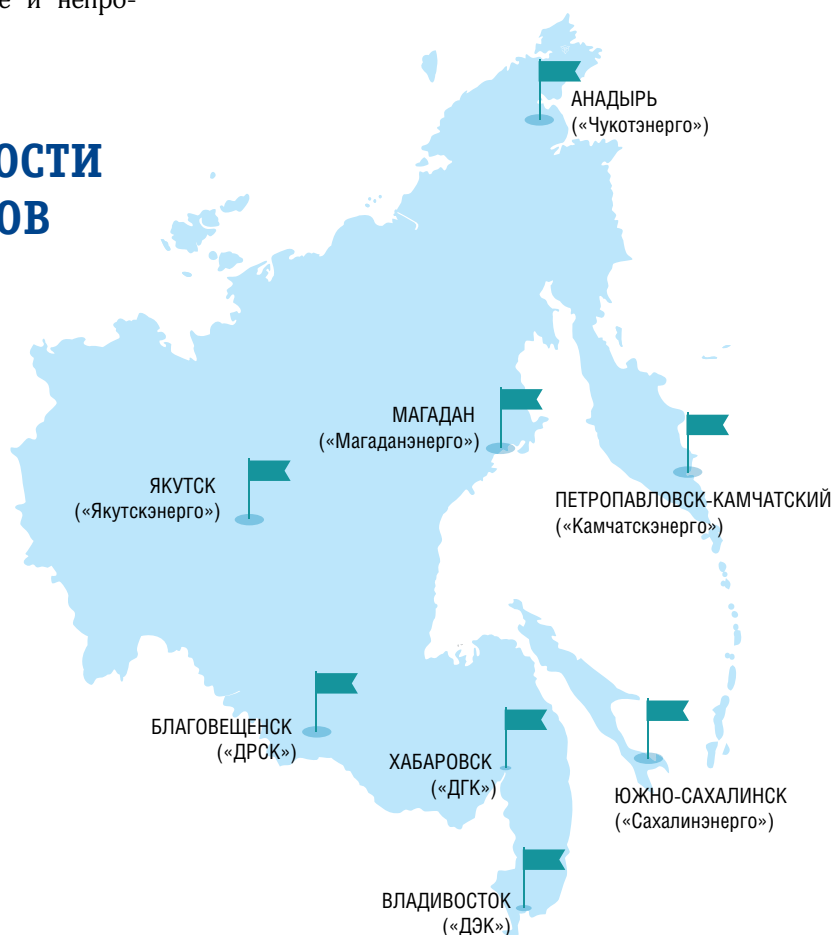 е и непро-
ОСТИ
ОВ
АНАДЫРЬ
(«Чукотэнерго»)
МАГАДАН
(«Магаданэнерго»)
ЯКУТСК
(«Якутскэнерго»)
ПЕТРОПАВЛОВСК-КАМЧАТСКИЙ
(«Камчатскэнерго»)
БЛАГОВЕЩЕНСК
(«ДРСК»)
ХАБАРОВСК
(«ДГК»)
ЮЖНО-САХАЛИНСК
(«Сахалинэнерго»)
ВЛАДИВОСТОК
(«ДЭК»)